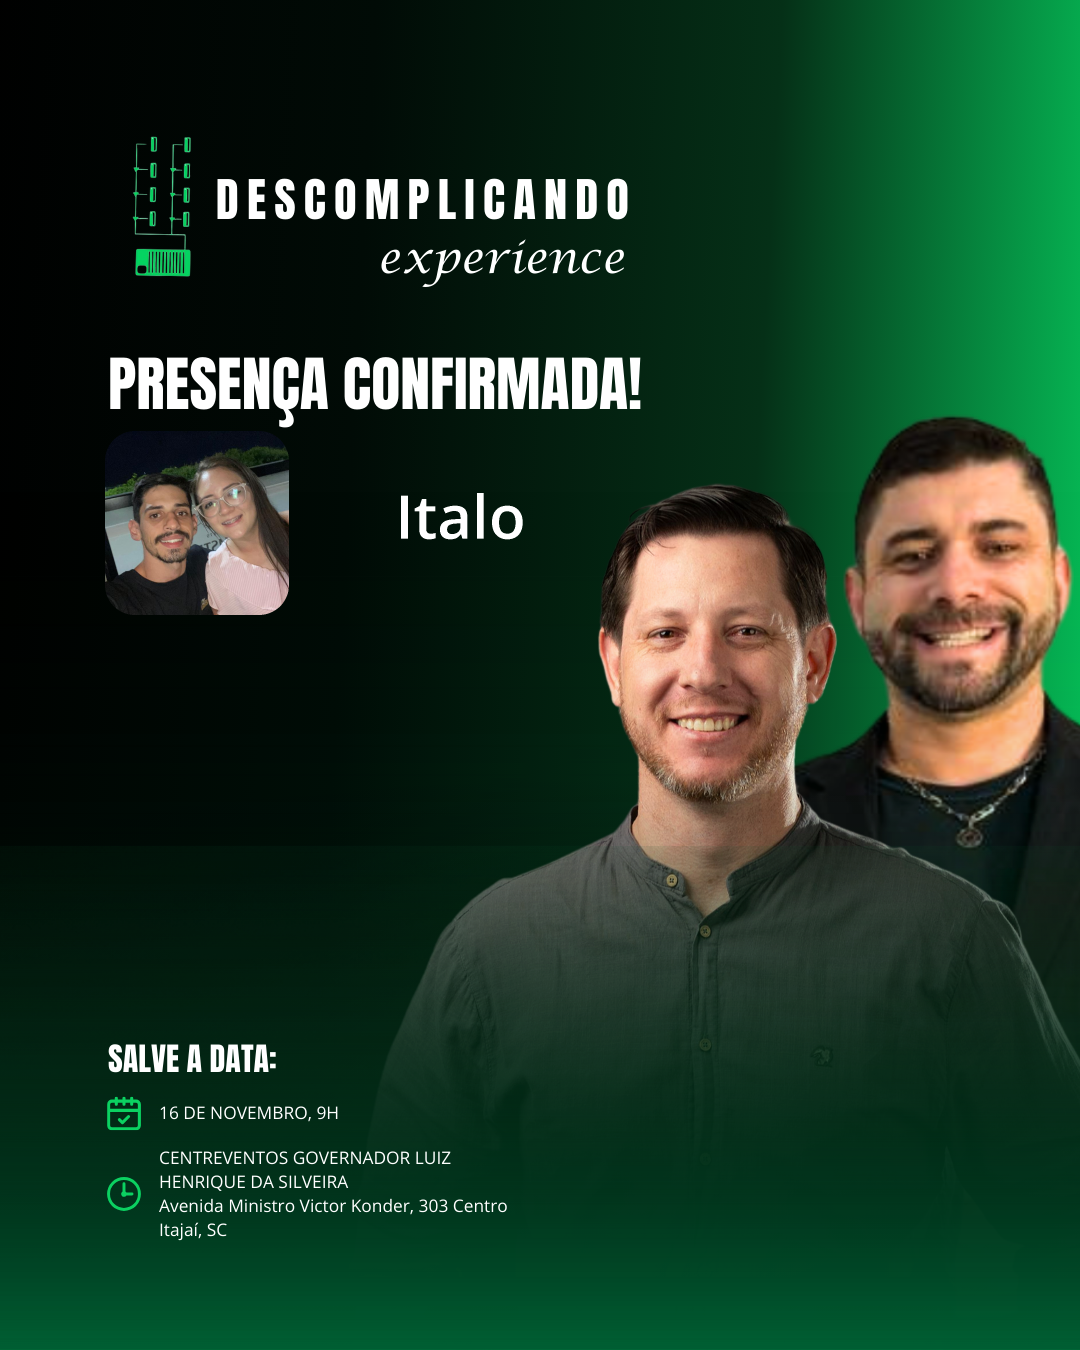 DESCOMPLICANDO
experience
PRESENÇA CONFIRMADA!
Italo
SALVE A DATA:
16 DE NOVEMBRO, 9H
CENTREVENTOS GOVERNADOR LUIZ
HENRIQUE DA SILVEIRA
Avenida Ministro Victor Konder, 303 Centro
Itajaí, SC